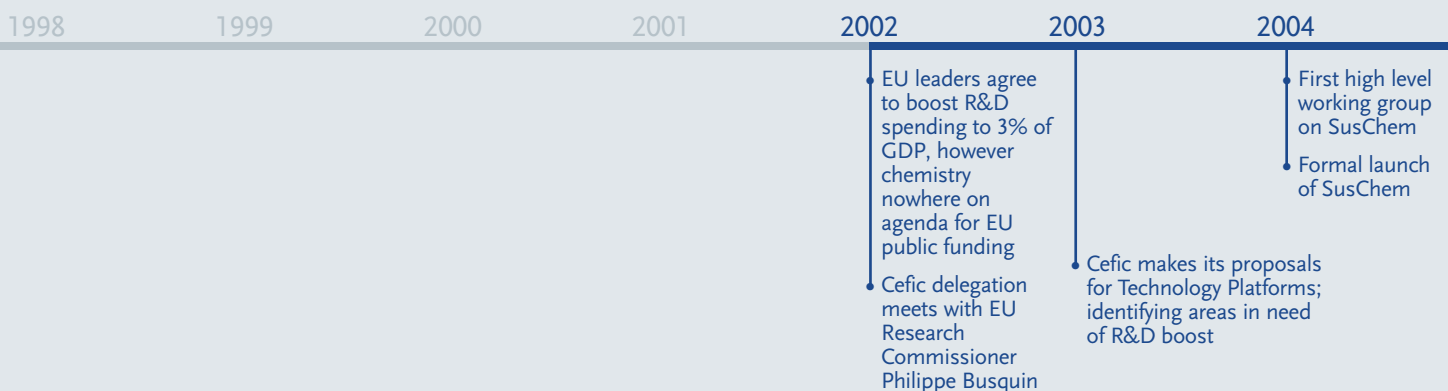 1998 1999 2000 2001 2002 2003 2004
EU leaders agree
to boost R&D
spending to 3% of
GDP, however
chemistry
nowhere on
agenda for EU
public funding
Cefic delegation
meets with EU
Research
Commissioner
Philippe Busquin
Cefic makes its proposals
for Technology Platforms;
identifying areas in need
of R&D boost
First high level
working group
on SusChem
Formal launch
of SusChem